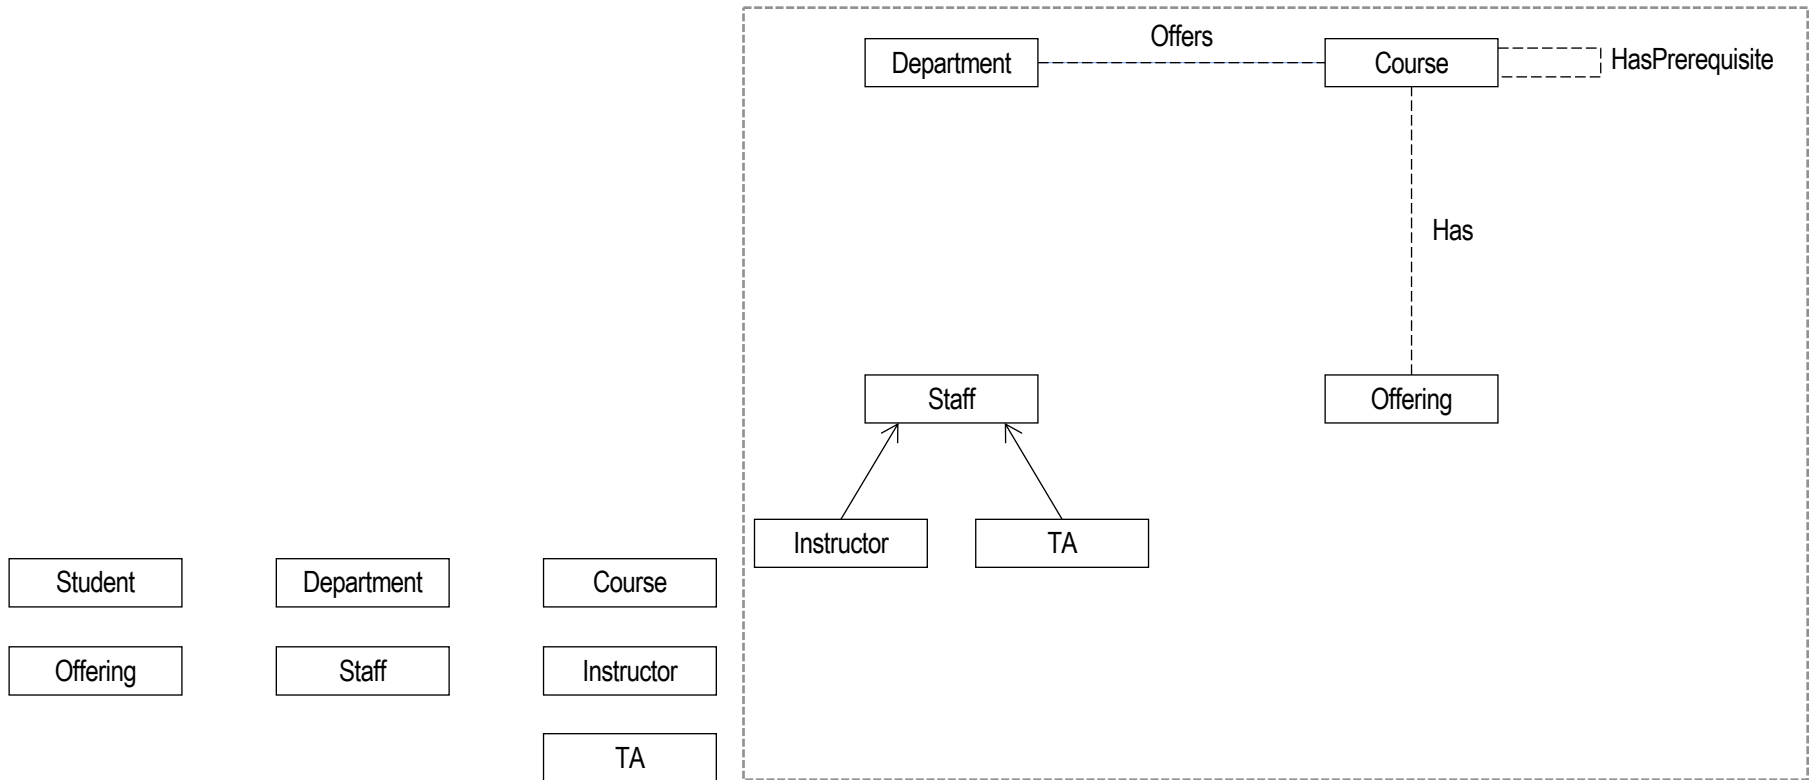 Offers
Department
Course
HasPrerequisite
Has
Staff
Offering
Instructor
TA
Student
Department
Course
Offering
Staff
Instructor
TA